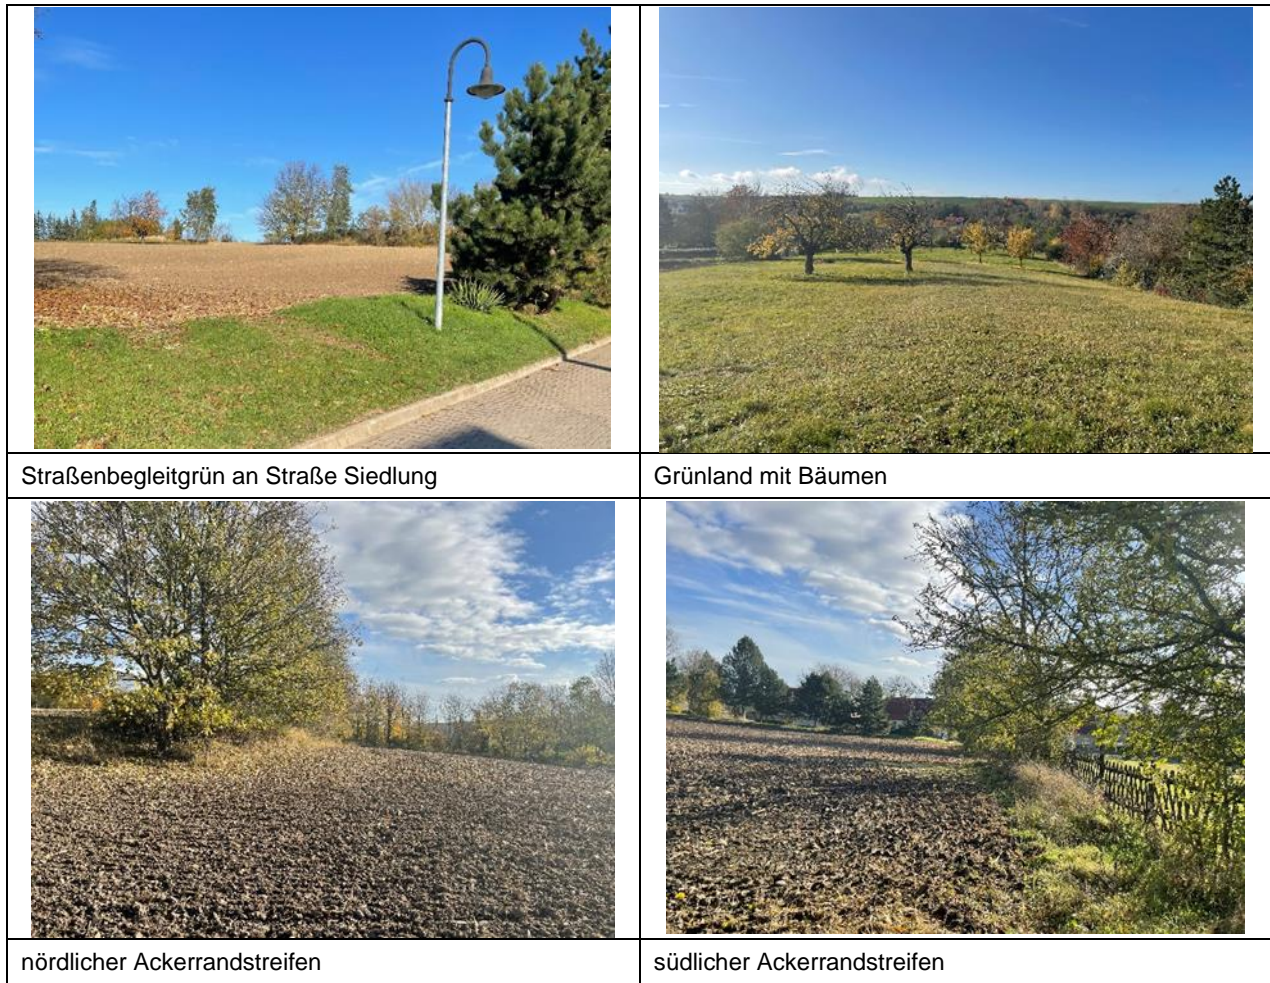 Straßenbegleitgrün an Straße Siedlung
Grünland mit Bäumen
nördlicher Ackerrandstreifen
südlicher Ackerrandstreifen